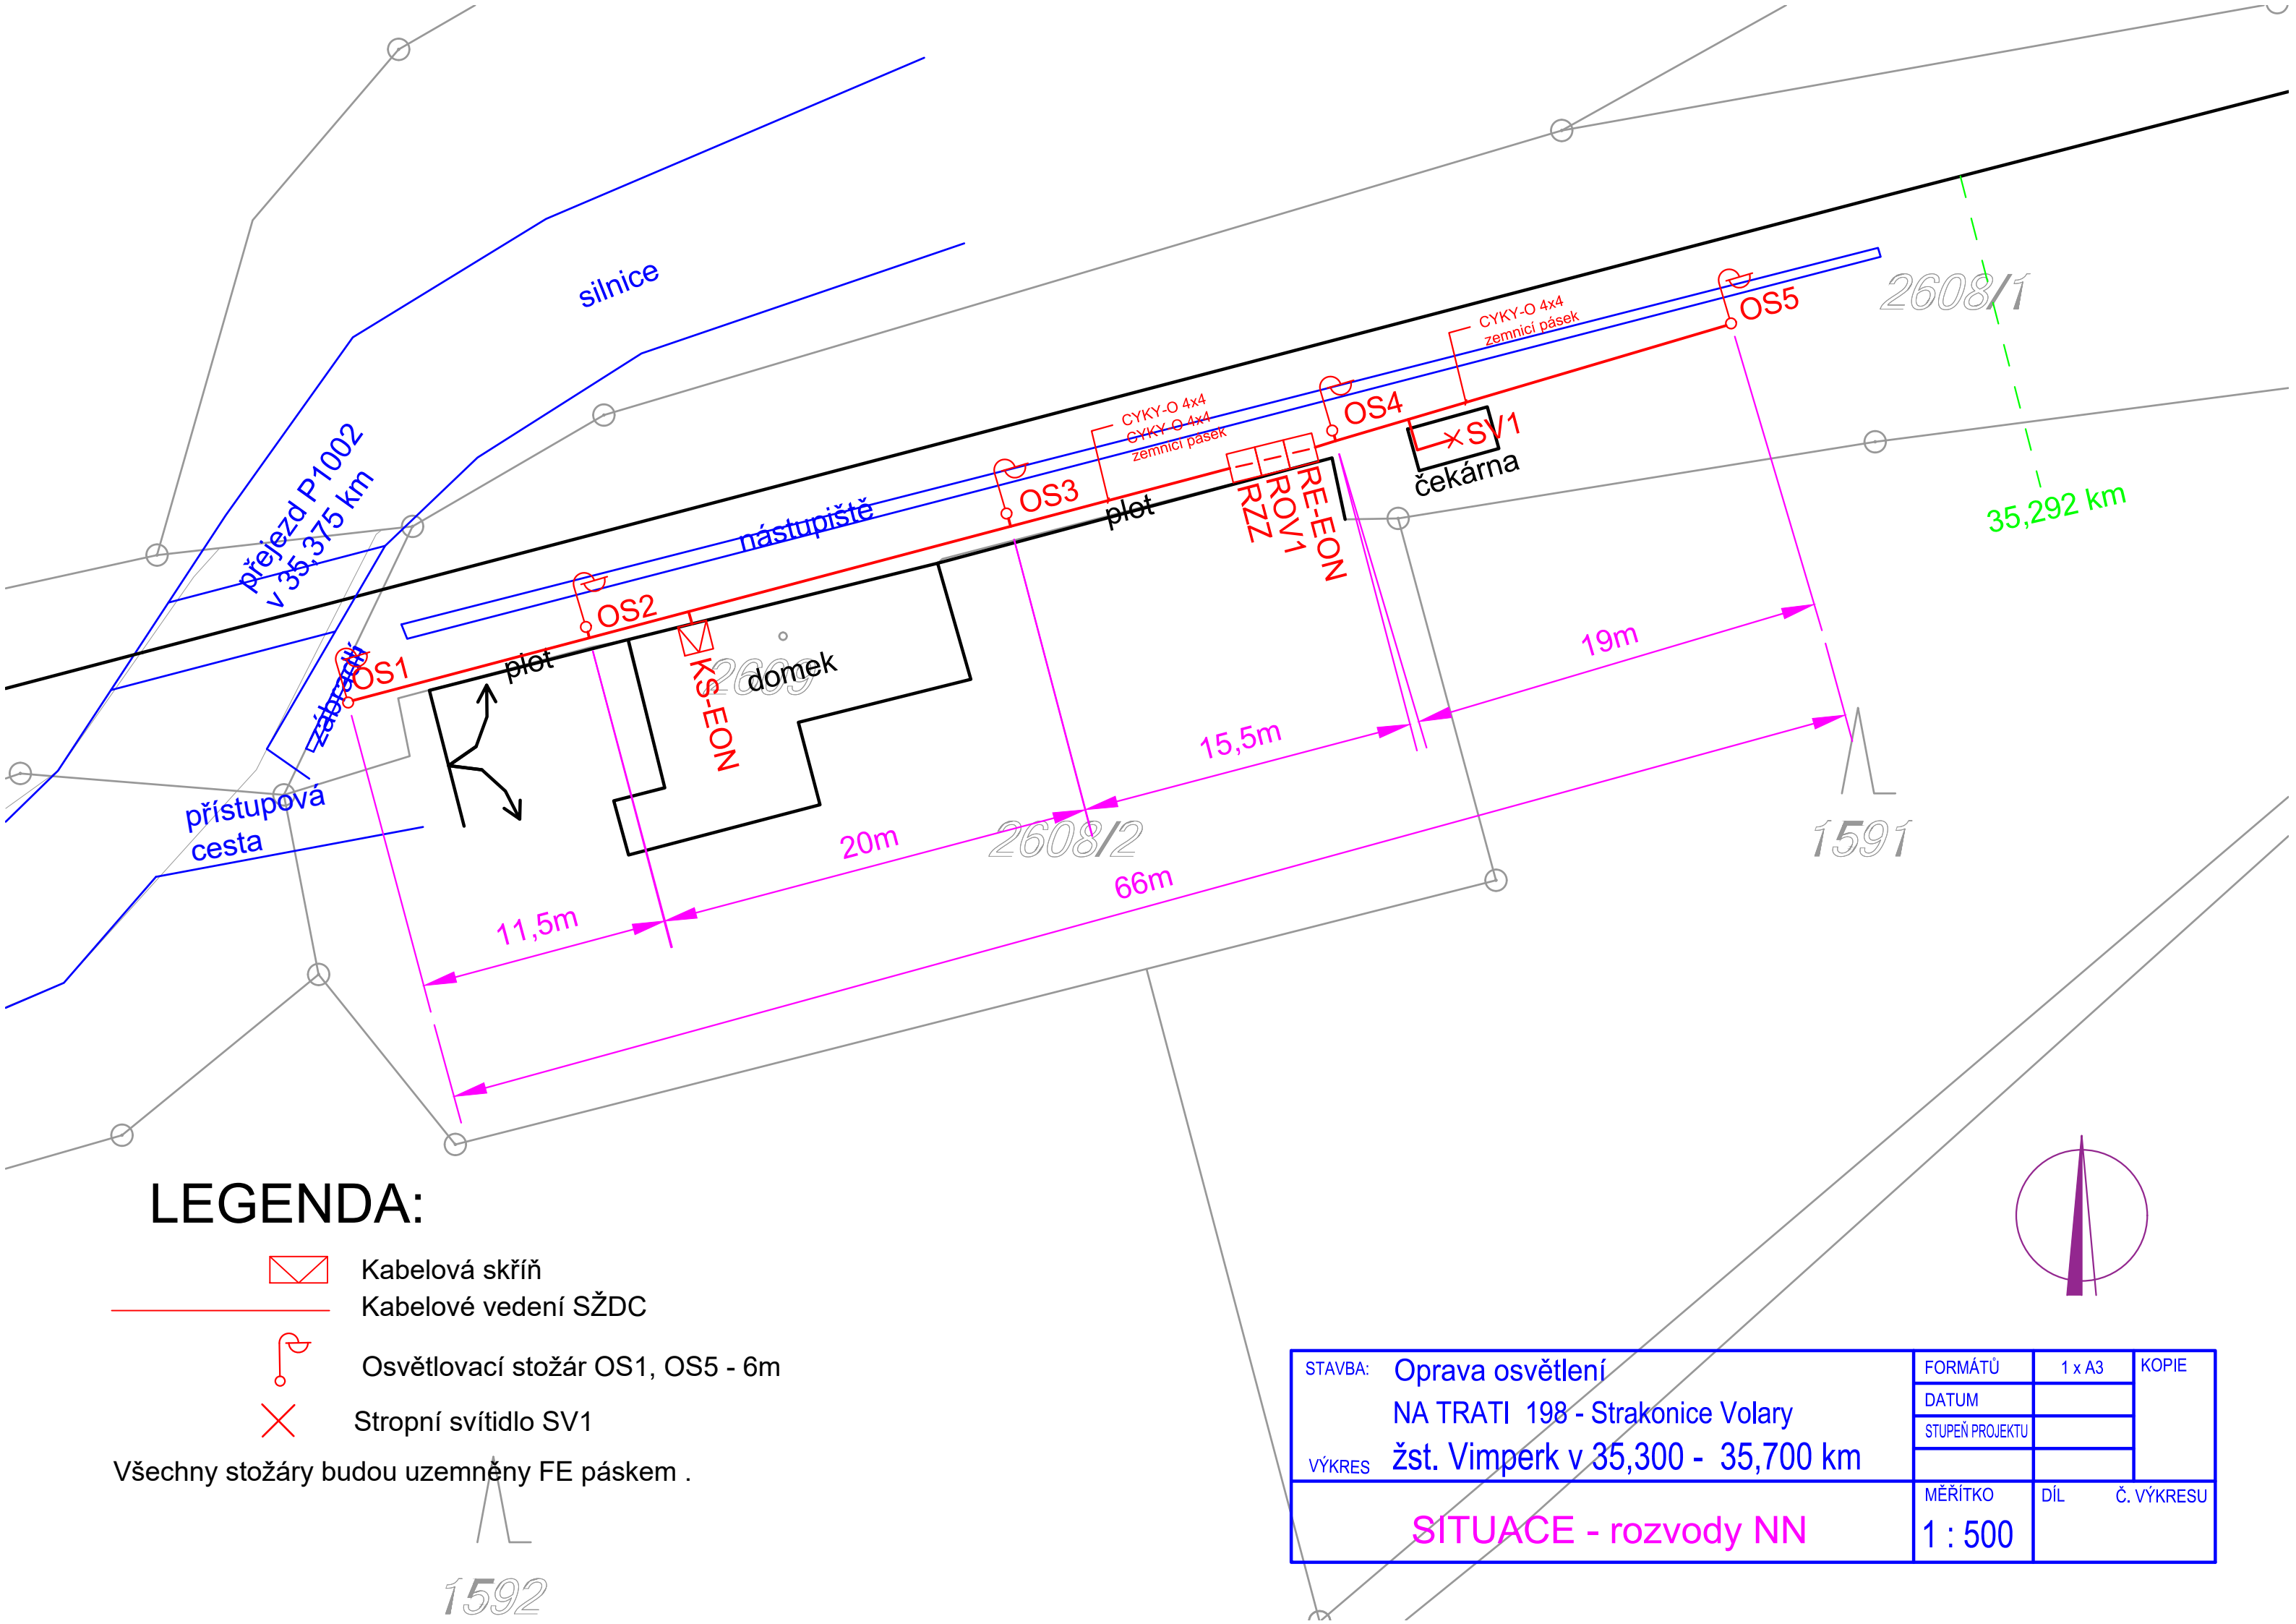 silnice
přejezd P1002
v 35,375 km
CYKY-O 4x4
zemnicí pásek
OS5
2608/1
CYKY-O 4x4
CYKY-O 4x4
zemnicí pásek
OS4
SV1
čekárna
OS3
plot
RZZ
ROV1
RE-EON
35,292 km
nástupiště
OS2
plot
OS1
zábradlí
KS-EON
2609
domek
19m
15,5m
přístupová
cesta
20m
2608/2
66m
1591
11,5m
LEGENDA:
Kabelová skříň
Kabelové vedení SŽDC
Osvětlovací stožár OS1, OS5 - 6m
Stropní svítidlo SV1
Všechny stožáry budou uzemněny FE páskem .
1592
STAVBA: Oprava osvětlení
NA TRATI 198 - Strakonice Volary
VÝKRES žst. Vimperk v 35,300 - 35,700 km
SITUACE - rozvody NN
FORMÁTŮ 1 x A3 KOPIE
DATUM
STUPEŇ PROJEKTU
MĚŘÍTKO DÍL Č. VÝKRESU
1 : 500